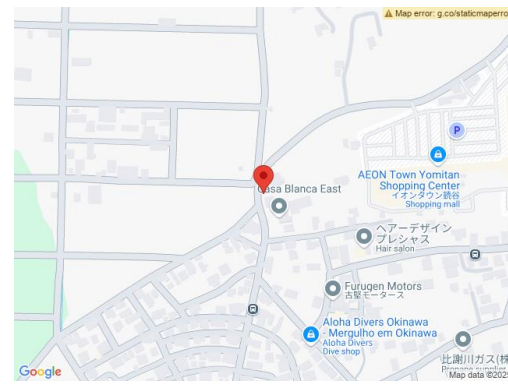 Map error: g.co/staticmaperro
P
AEON Town Yomitan
Shopping Center
イオンタウン読谷
Shopping mall
Casa Blanca East
ヘアーデザイン
プレシャス
Hair salon
Furugen Motors
古堅モータース
Aloha Divers Okinawa
- Mergulho em Okinawa
Aloha Divers
Dive shop
比謝川ガス(株
Propane supplier
Google
Map data ©2025